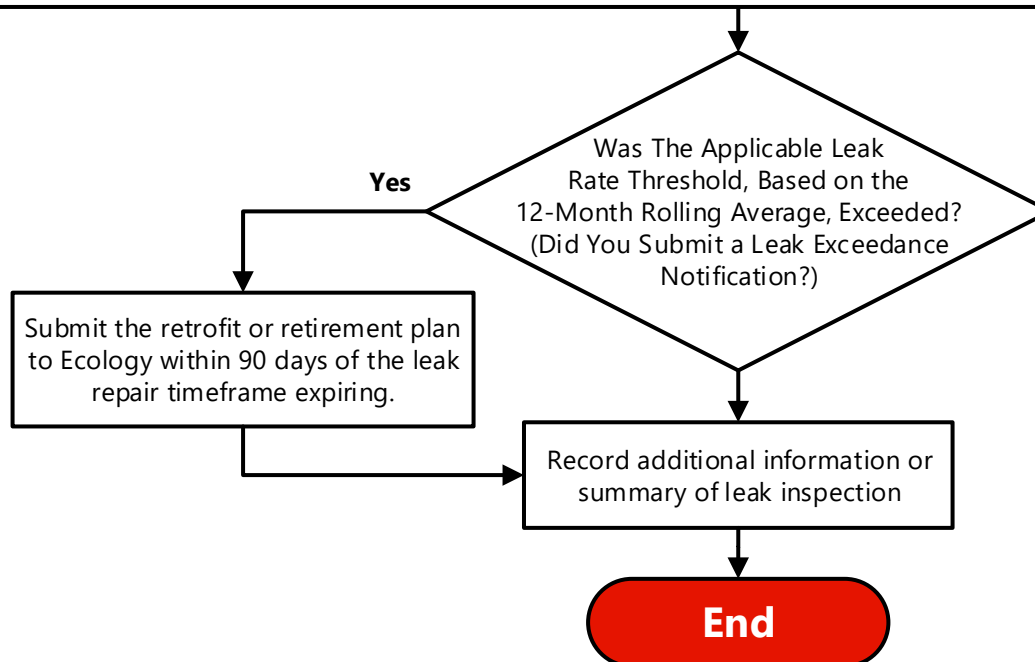 Was The Applicable Leak
Rate Threshold, Based on the
12-Month Rolling Average, Exceeded?
(Did You Submit a Leak Exceedance
Notification?)
Yes
Submit the retrofit or retirement plan
to Ecology within 90 days of the leak
repair timeframe expiring.
Record additional information or
summary of leak inspection
End